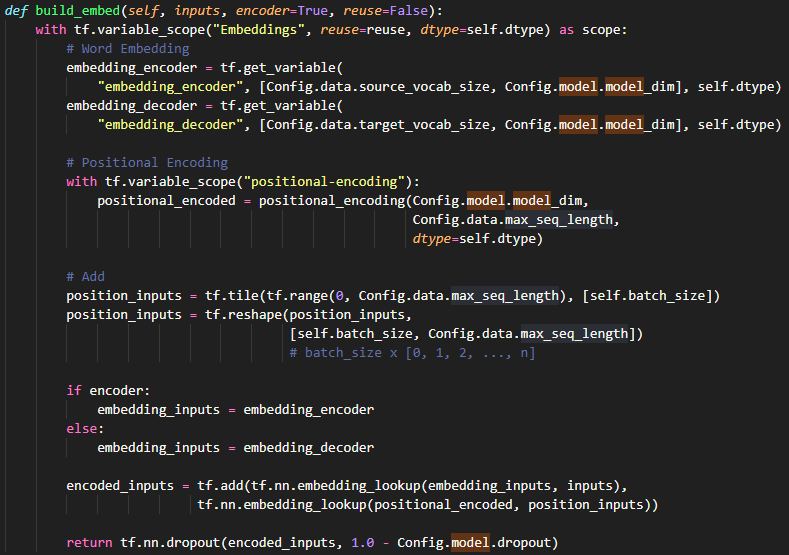 def build_embed(self, inputs, encoder=True, reuse=False):
    with tf.variable_scope("Embeddings", reuse=reuse, dtype=self.dtype) as scope:
        # Word Embedding
        embedding_encoder = tf.get_variable(
            "embedding_encoder", [Config.data.source_vocab_size, Config.model.model_dim], self.dtype)
        embedding_decoder = tf.get_variable(
            "embedding_decoder", [Config.data.target_vocab_size, Config.model.model_dim], self.dtype)

        # Positional Encoding
        with tf.variable_scope("positional-encoding"):
            positional_encoded = positional_encoding(Config.model.model_dim,
                                                     Config.data.max_seq_length,
                                                     dtype=self.dtype)

        # Add
        position_inputs = tf.tile(tf.range(0, Config.data.max_seq_length), [self.batch_size])
        position_inputs = tf.reshape(position_inputs,
                                     [self.batch_size, Config.data.max_seq_length])
                                     # batch_size x [0, 1, 2, ..., n]

        if encoder:
            embedding_inputs = embedding_encoder
        else:
            embedding_inputs = embedding_decoder

        encoded_inputs = tf.add(tf.nn.embedding_lookup(embedding_inputs, inputs),
                         tf.nn.embedding_lookup(positional_encoded, position_inputs))

        return tf.nn.dropout(encoded_inputs, 1.0 - Config.model.dropout)